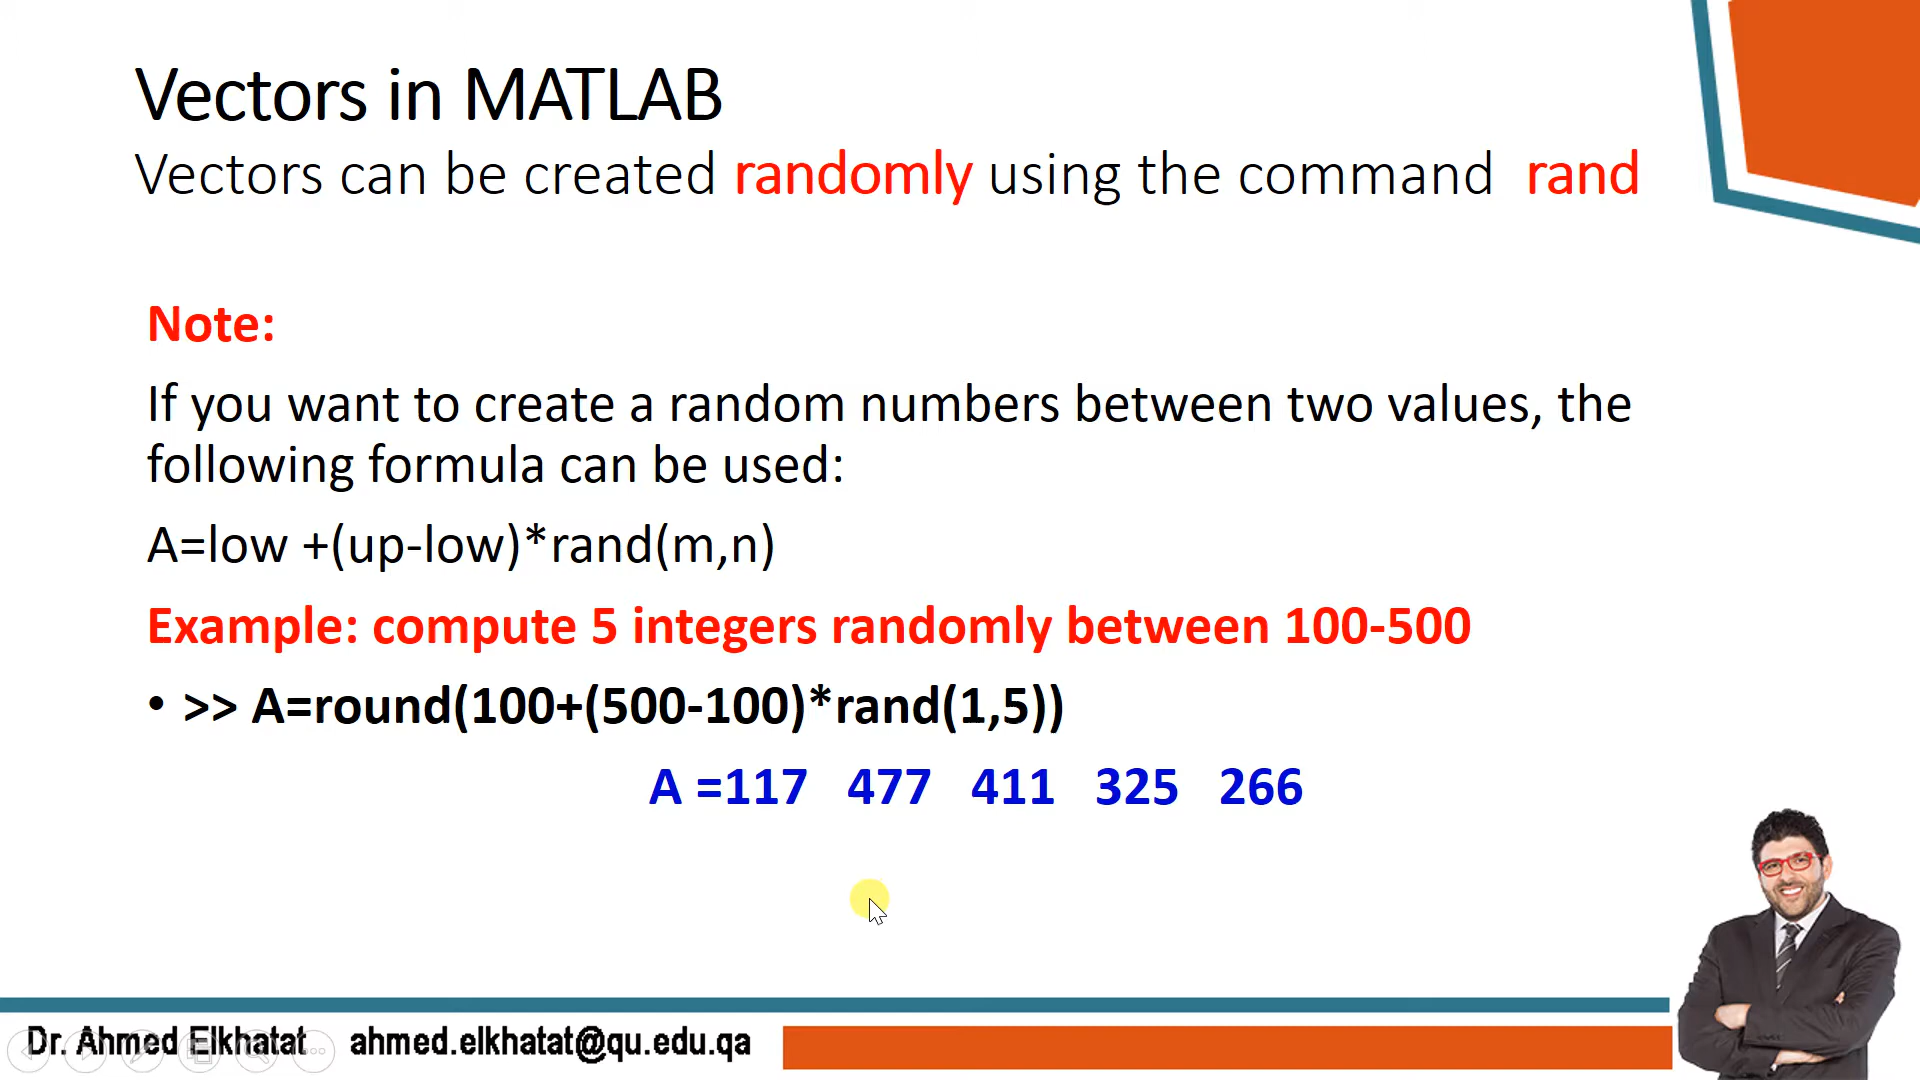 Vectors in MATLAB
Vectors can be created randomly using the command rand
Note:
If you want to create a random numbers between two values, the
following formula can be used:
A=low +(up-low)*rand(m,n)
Example: compute 5 integers randomly between 100-500
• >> A=round(100+(500-100)*rand(1,5))
A =117 477 411 325 266
Dr. Ahmed Elkhatat ahmed.elkhatat@qu.edu.qa